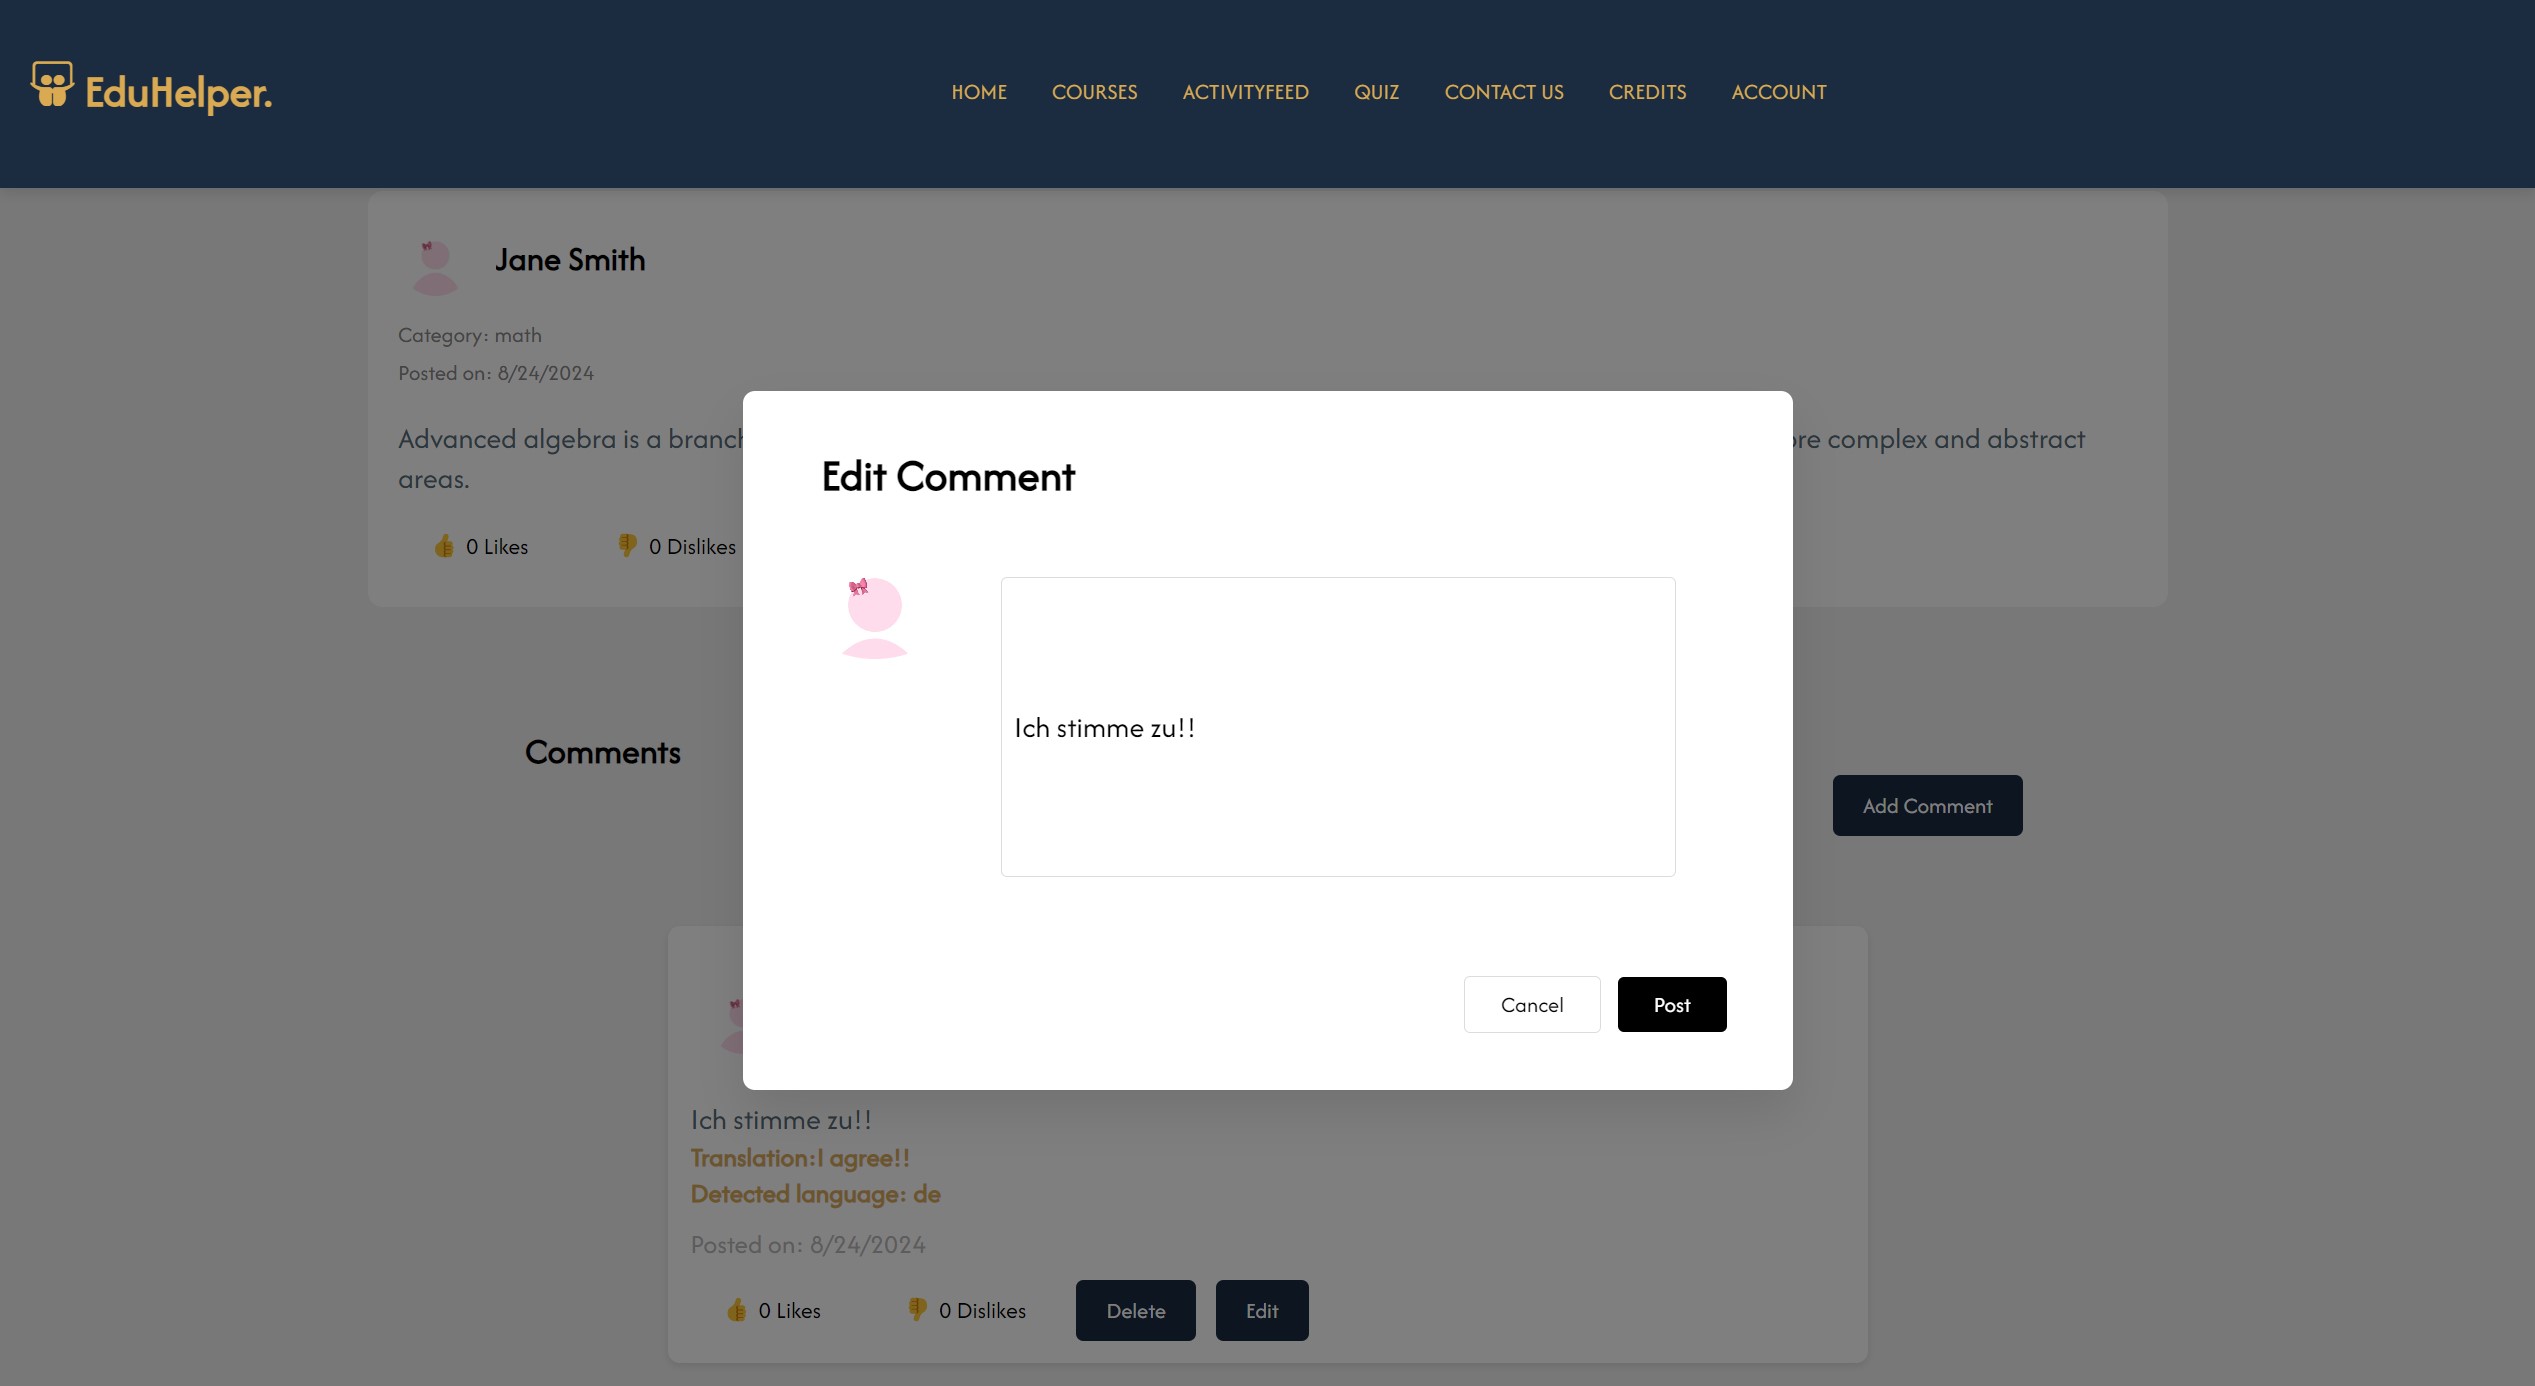 EduHelper.
HOME COURSES ACTIVITYFEED QUIZ CONTACT US CREDITS ACCOUNT
Jane Smith
Category: math
Posted on: 8/24/2024
Advanced algebra is a branch complex and abstract
areas.
0 Likes 0 Dislikes
Edit Comment
Ich stimme zu!!
Cancel Post
Comments
Add Comment
Ich stimme zu!!
Translation:I agree!!
Detected language: de
Posted on: 8/24/2024
0 Likes 0 Dislikes Delete Edit